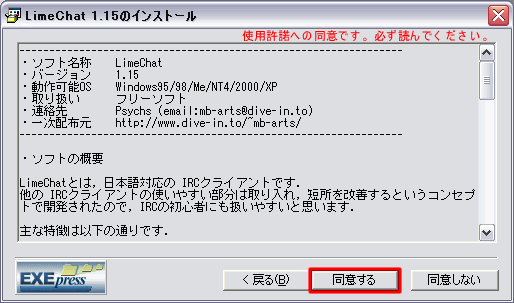 LimeChat 1.15のインストール
使用許諾への同意です。必ず読んでください。
--------------------------------------------------------
・ソフト名称　LimeChat
・バージョン　1.15
・動作可能OS　Windows95/98/Me/NT4/2000/XP
・取り扱い　フリーソフト
・連絡先　Psychs (email:mb-arts@dive-in.to)
・一次配布元　http://www.dive-in.to/~mb-arts/
--------------------------------------------------------
・ソフトの概要
LimeChatとは，日本語対応の IRCクライアントです．
他の IRCクライアントの使いやすい部分は取り入れ，短所を改善するというコンセプ
トで開発されたので，IRCの初心者にも扱いやすいと思います．
主な特徴は以下の通りです．
EXEpress
< 戻る(B)
同意する
同意しない